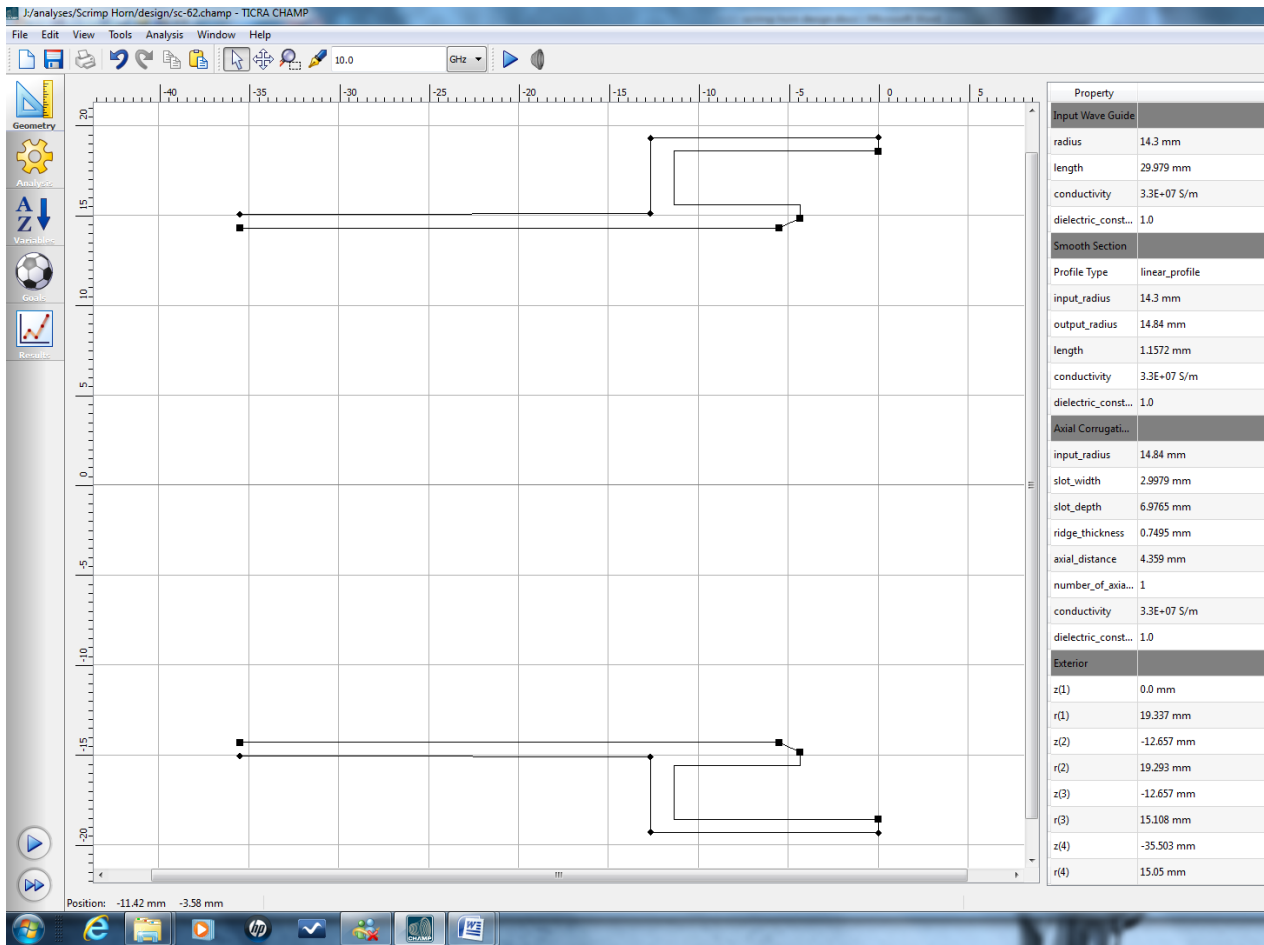 J:/analyses/Scrimp Horn/design/sc-62.champ - TICRA CHAMP
File Edit View Tools Analysis Window Help
10.0 GHz
Geometry
Analyses
Variables
Goals
Results
-40 -35 -30 -25 -20 -15 -10 -5 0 5
20
15
10
5
0
-5
-10
-15
-20
Property
Input Wave Guide
radius 14.3 mm
length 29.979 mm
conductivity 3.3E+07 S/m
dielectric_const... 1.0
Smooth Section
Profile Type linear_profile
input_radius 14.3 mm
output_radius 14.84 mm
length 1.1572 mm
conductivity 3.3E+07 S/m
dielectric_const... 1.0
Axial Corrugati...
input_radius 14.84 mm
slot_width 2.9979 mm
slot_depth 6.9765 mm
ridge_thickness 0.7495 mm
axial_distance 4.359 mm
number_of_axia... 1
conductivity 3.3E+07 S/m
dielectric_const... 1.0
Exterior
z(1) 0.0 mm
r(1) 19.337 mm
z(2) -12.657 mm
r(2) 19.293 mm
z(3) -12.657 mm
r(3) 15.108 mm
z(4) -35.503 mm
r(4) 15.05 mm
Position: -11.42 mm -3.58 mm
hp
CHAMP
W